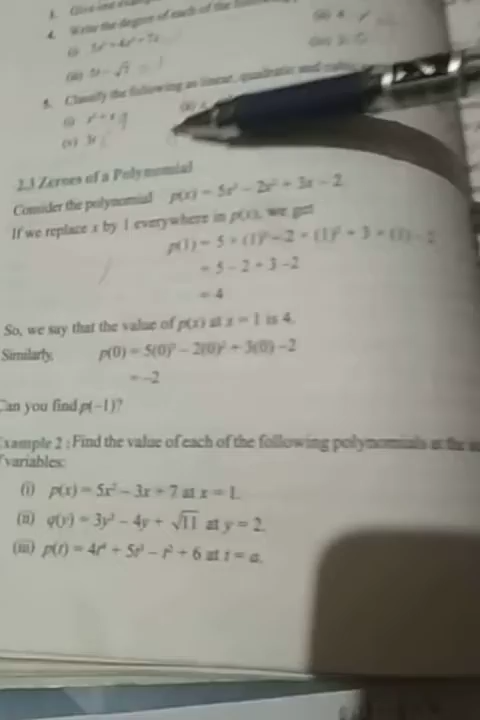 4. Write the degree of each of the
5. Classify the following as linear, quadratic and
2.3 Zeroes of a Polynomial
Consider the polynomial p(x) = 5x³ – 2x² + 3x – 2
If we replace x by 1 everywhere in p(x), we get
p(1) = 5 × (1)³ – 2 × (1)² + 3 × (1) – 2
= 5 – 2 + 3 –2
= 4
So, we say that the value of p(x) at x = 1 is 4.
Similarly, p(0) = 5(0)³ – 2(0)² + 3(0) –2
= –2
Can you find p(–1)?
Example 2 : Find the value of each of the following polynomials at the
variables:
(i) p(x) = 5x² – 3x + 7 at x = 1.
(ii) q(y) = 3y³ – 4y + √11 at y = 2.
(iii) p(t) = 4t⁴ + 5t³ – t² + 6 at t = a.